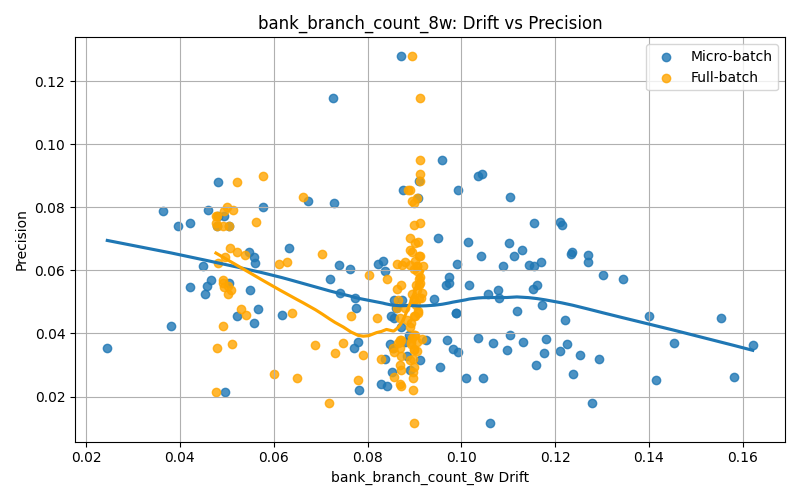 bank_branch_count_8w: Drift vs Precision
Micro-batch
Full-batch
Precision
0.12
0.10
0.08
0.06
0.04
0.02
0.02 0.04 0.06 0.08 0.10 0.12 0.14 0.16
bank_branch_count_8w Drift